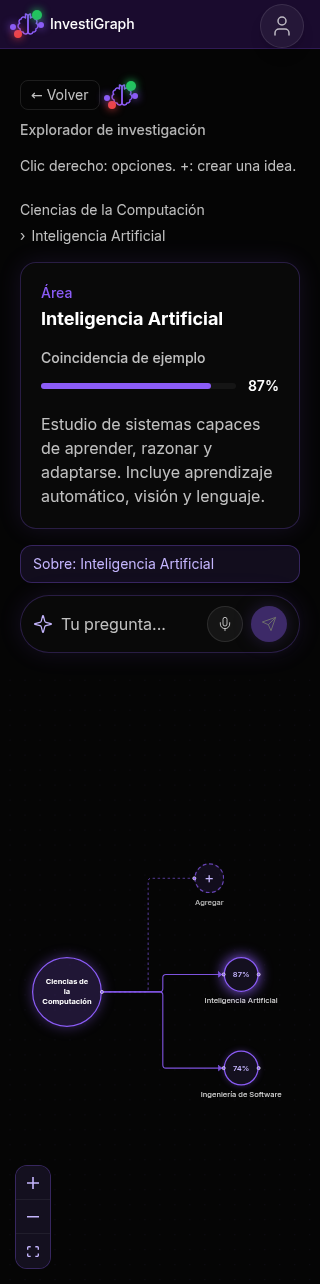 InvestiGraph
← Volver
Explorador de investigación
Clic derecho: opciones. +: crear una idea.
Ciencias de la Computación
› Inteligencia Artificial
Área
Inteligencia Artificial
Coincidencia de ejemplo
87%
Estudio de sistemas capaces
de aprender, razonar y
adaptarse. Incluye aprendizaje
automático, visión y lenguaje.
Sobre: Inteligencia Artificial
Tu pregunta...
+
Agregar
Ciencias de
la
Computación
87%
Inteligencia Artificial
74%
Ingeniería de Software